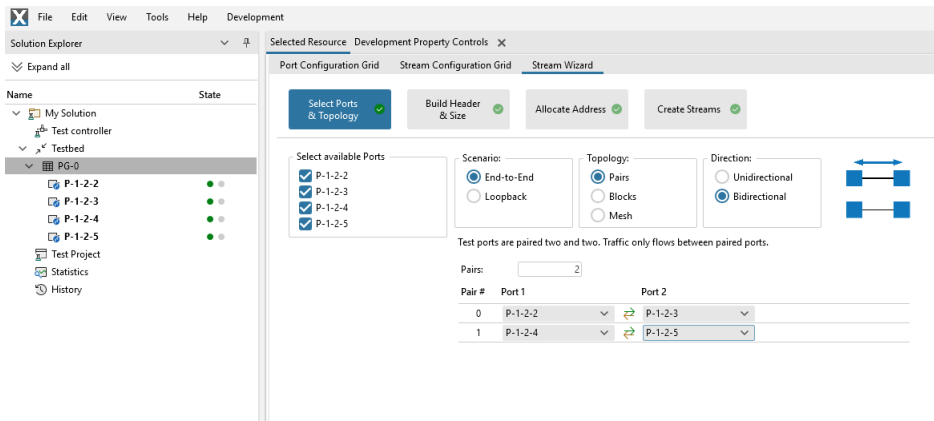 X File Edit View Tools Help Development
Solution Explorer
Expand all
Name State
My Solution
Test controller
Testbed
PG-0
P-1-2-2
P-1-2-3
P-1-2-4
P-1-2-5
Test Project
Statistics
History
Selected Resource Development Property Controls
Port Configuration Grid Stream Configuration Grid Stream Wizard
Select Ports
& Topology
Build Header
& Size
Allocate Address
Create Streams
Select available Ports
P-1-2-2
P-1-2-3
P-1-2-4
P-1-2-5
Scenario:
End-to-End
Loopback
Topology:
Pairs
Blocks
Mesh
Direction:
Unidirectional
Bidirectional
Test ports are paired two and two. Traffic only flows between paired ports.
Pairs: 2
Pair # Port 1 Port 2
0 P-1-2-2 P-1-2-3
1 P-1-2-4 P-1-2-5